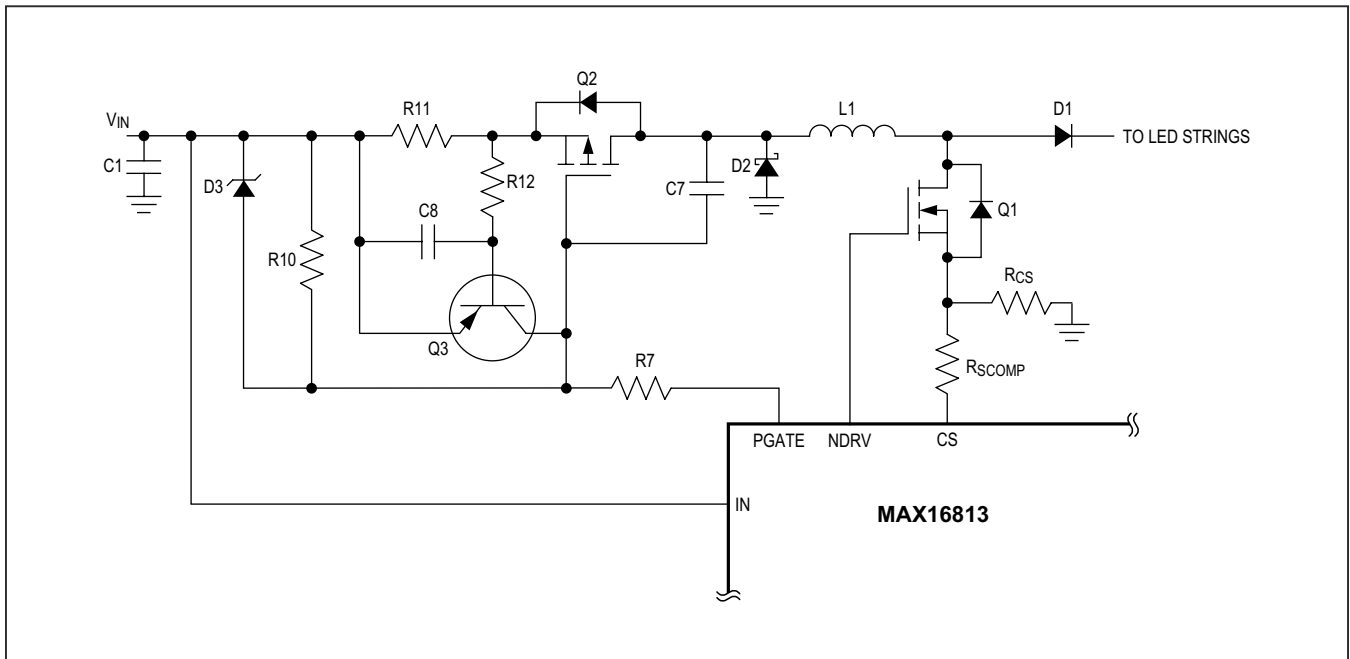 Q2
L1
D1
R11
VIN
TO LED STRINGS
C1
D2
D3
R12
C7
C8
Q1
R10
RCS
Q3
R7
RSCOMP
PGATE
NDRV
CS
IN
MAX16813